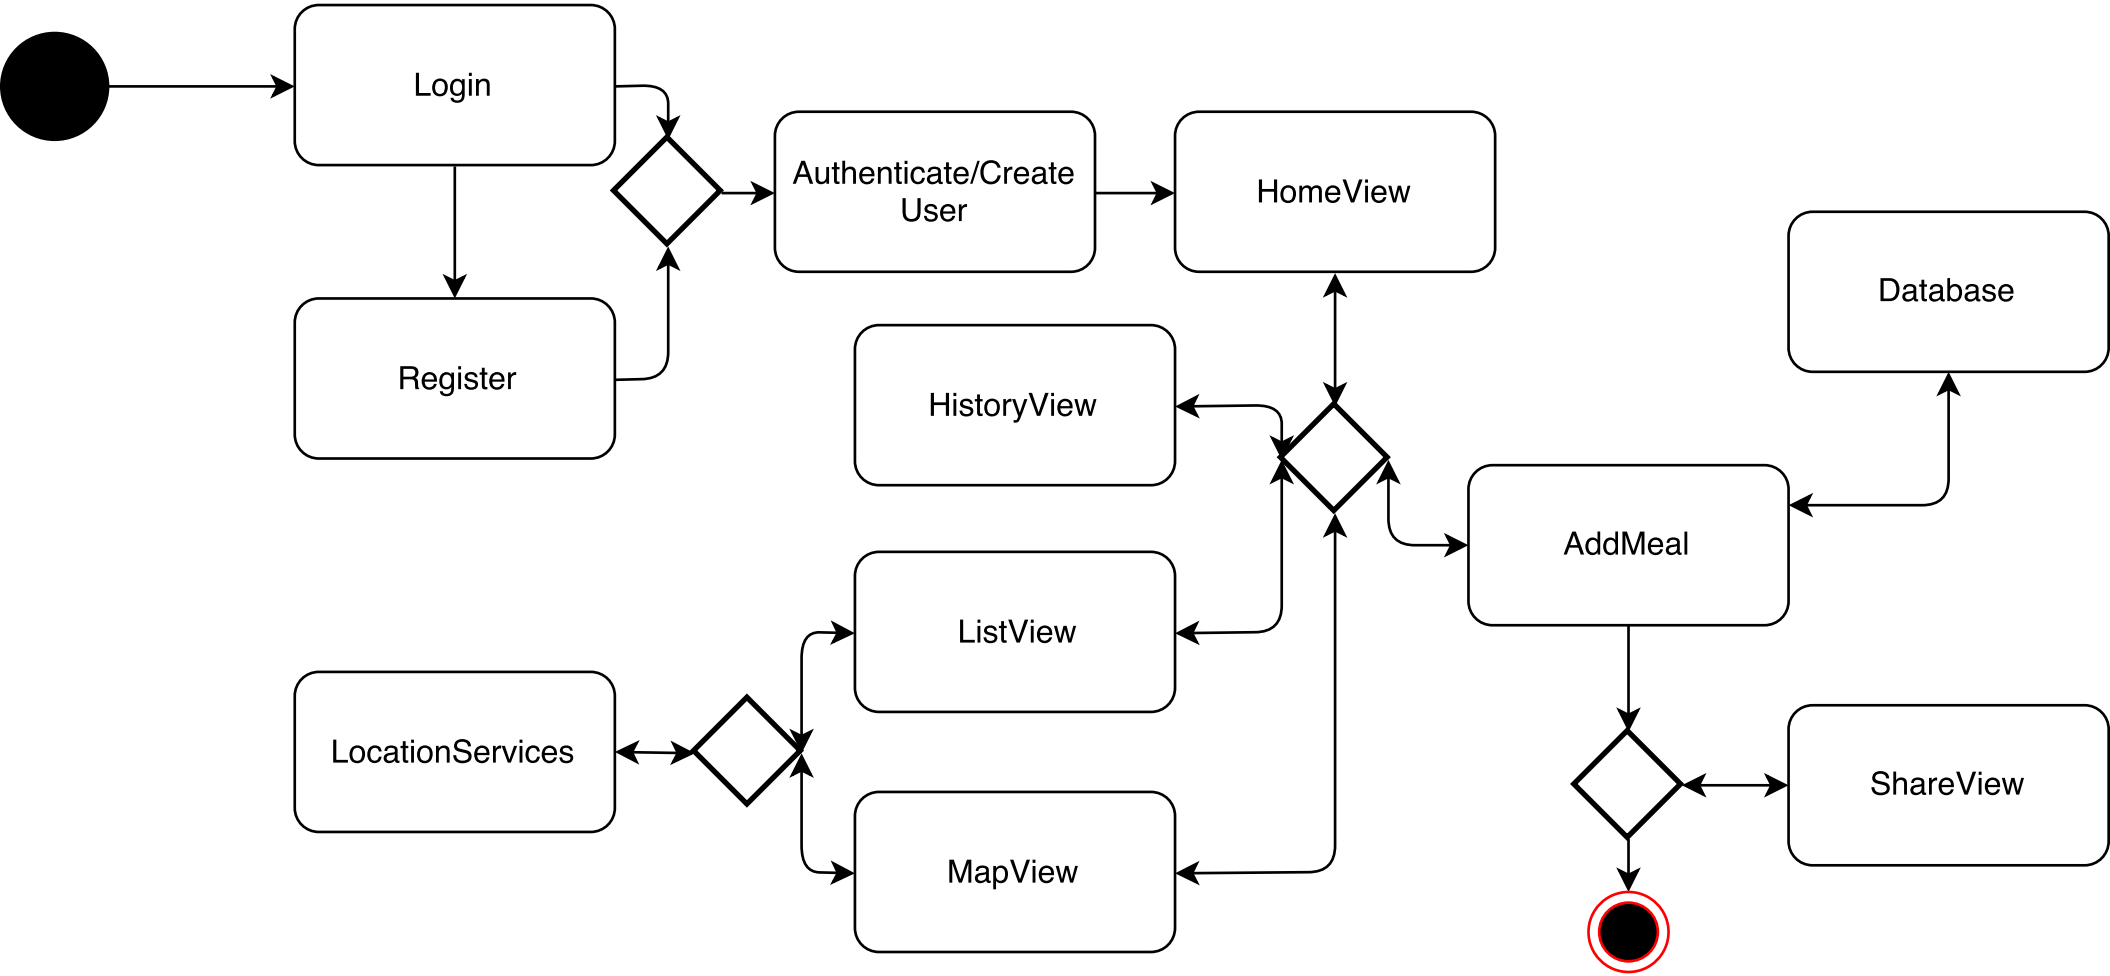 Login
Authenticate/Create
User
HomeView
Database
Register
HistoryView
AddMeal
ListView
LocationServices
ShareView
MapView